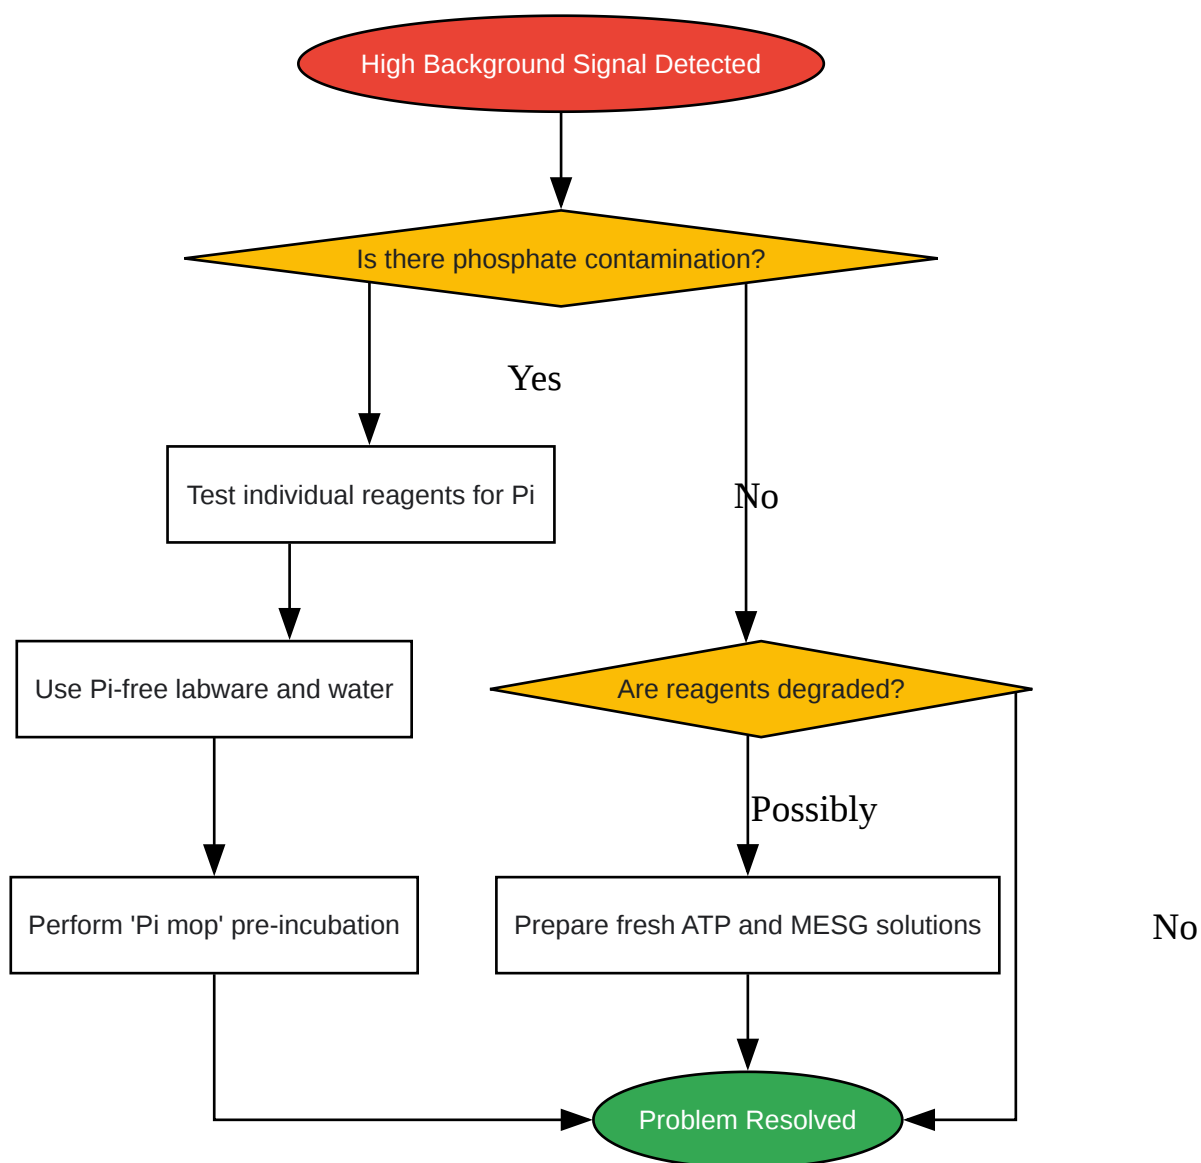 High Background Signal Detected
Is there phosphate contamination?
Yes
Test individual reagents for Pi
No
Use Pi-free labware and water
Are reagents degraded?
Possibly
Perform 'Pi mop' pre-incubation
Prepare fresh ATP and MESG solutions
No
Problem Resolved